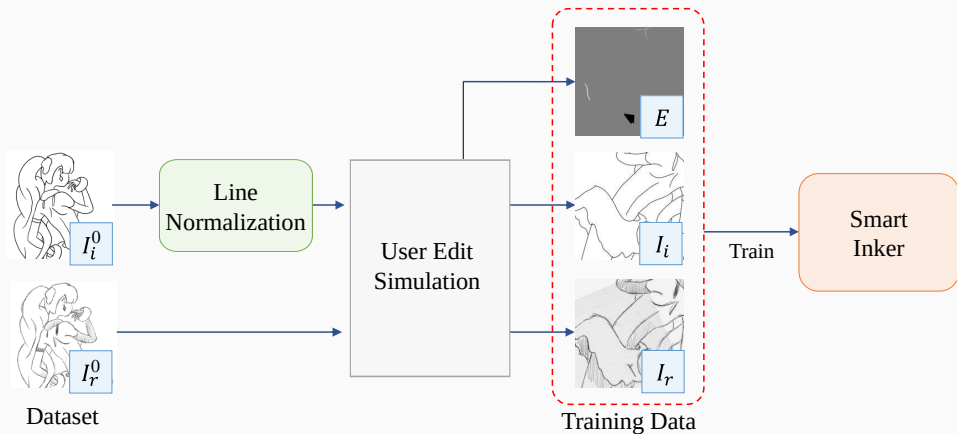 E
Line
Normalization
Smart
Inker
I_i^0
User Edit
Simulation
I_i
Train
I_r^0
I_r
Dataset
Training Data